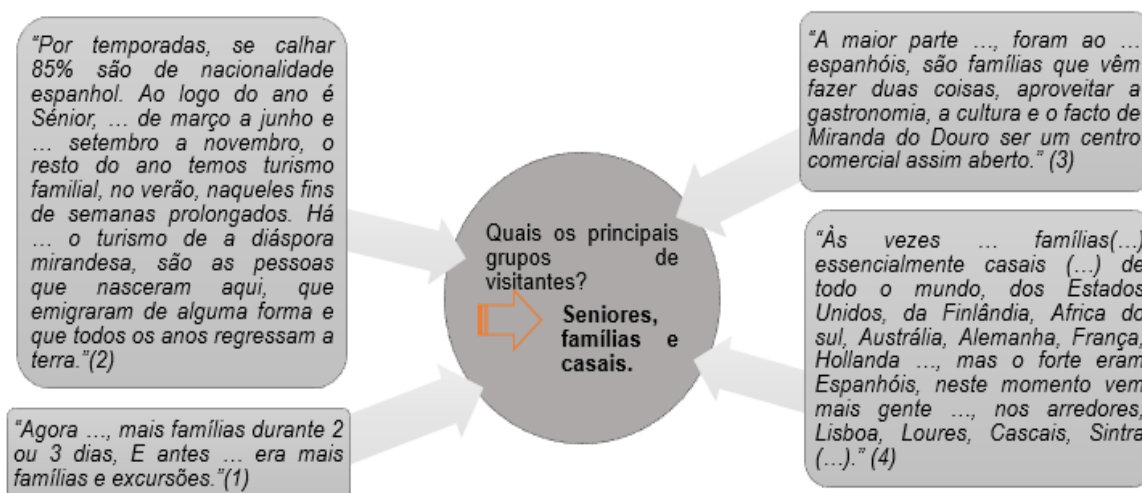 “Por temporadas, se calhar
85% são de nacionalidade
espanhol. Ao logo do ano é
Sénior, … de março a junho e
… setembro a novembro, o
resto do ano temos turismo
familial, no verão, naqueles fins
de semanas prolongados. Há
… o turismo de a diáspora
mirandesa, são as pessoas
que nasceram aqui, que
emigraram de alguma forma e
que todos os anos regressam a
terra.”(2)
“Agora …, mais famílias durante 2
ou 3 dias, E antes … era mais
famílias e excursões.”(1)
Quais os principais
grupos de
visitantes?
Seniores,
famílias e
casais.
“A maior parte …, foram ao …
espanhóis, são famílias que vêm
fazer duas coisas, aproveitar a
gastronomia, a cultura e o facto de
Miranda do Douro ser um centro
comercial assim aberto.” (3)
“Às vezes … famílias(…)
essencialmente casais (…) de
todo o mundo, dos Estados
Unidos, da Finlândia, Africa do
sul, Austrália, Alemanha, França,
Hollanda …, mas o forte eram
Espanhóis, neste momento vem
mais gente …, nos arredores,
Lisboa, Loures, Cascais, Sintra
(…).” (4)